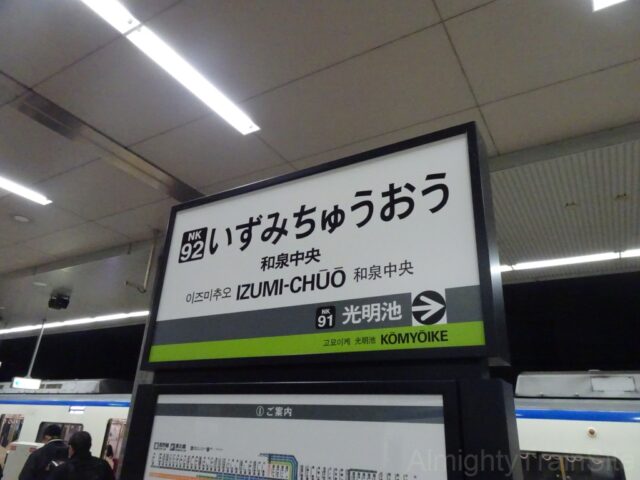 NK
92
いずみちゅうおう
和泉中央
이즈미추오 IZUMI-CHŪŌ 和泉中央
NK
91
光明池
고묘이케 光明池 KŌMYŌIKE
ご案内
AlmightyTrainSite